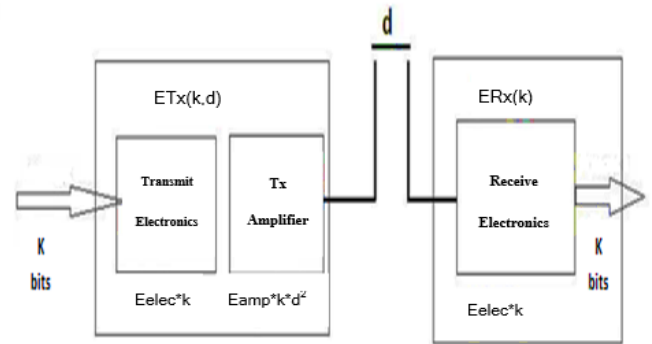 d
ETx(k,d)
ERx(k)
Transmit
Electronics
Tx
Amplifier
Receive
Electronics
K
bits
K
bits
Eelec*k
Eamp*k*d²
Eelec*k